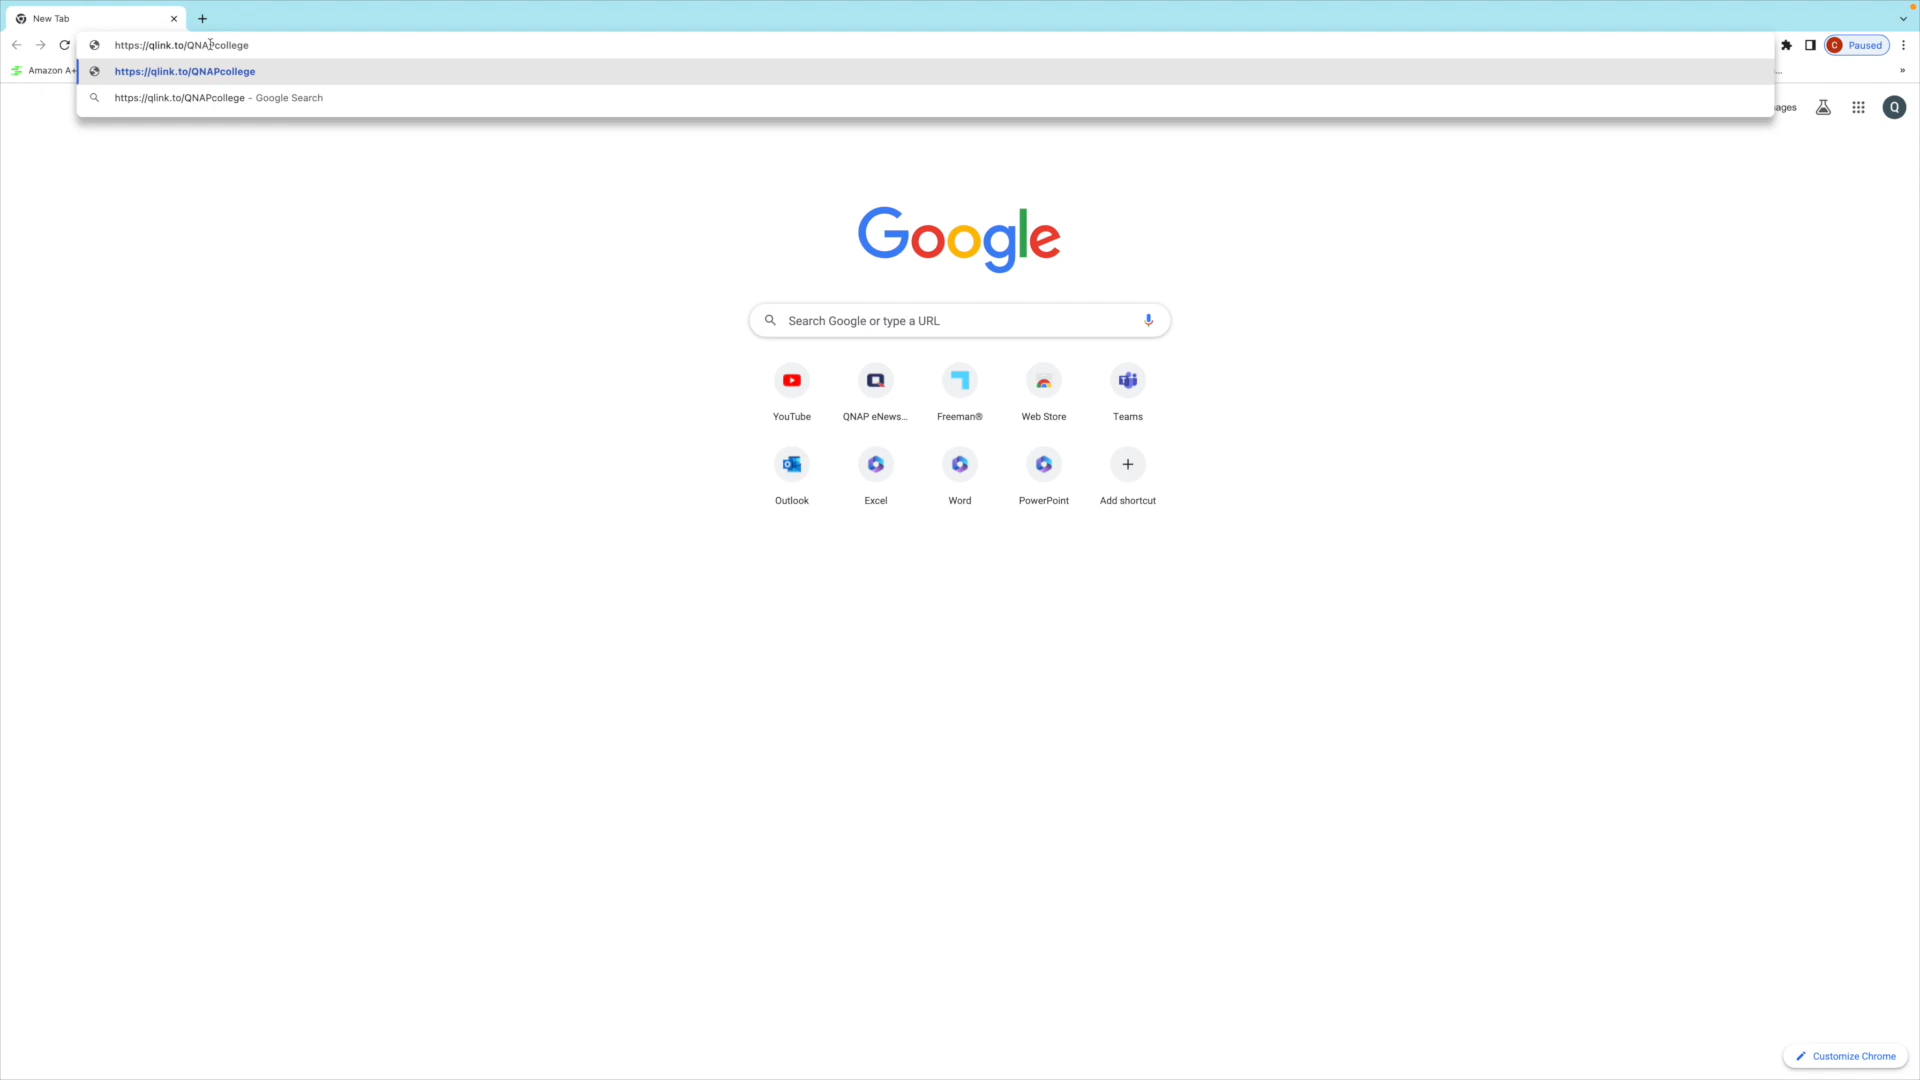 New Tab
https://qlink.to/QNAPcollege
C Paused
Amazon A+
https://qlink.to/QNAPcollege
https://qlink.to/QNAPcollege - Google Search
Q
Google
Search Google or type a URL
YouTube
QNAP eNews...
Freeman®
Web Store
Teams
Outlook
Excel
Word
PowerPoint
Add shortcut
Customize Chrome